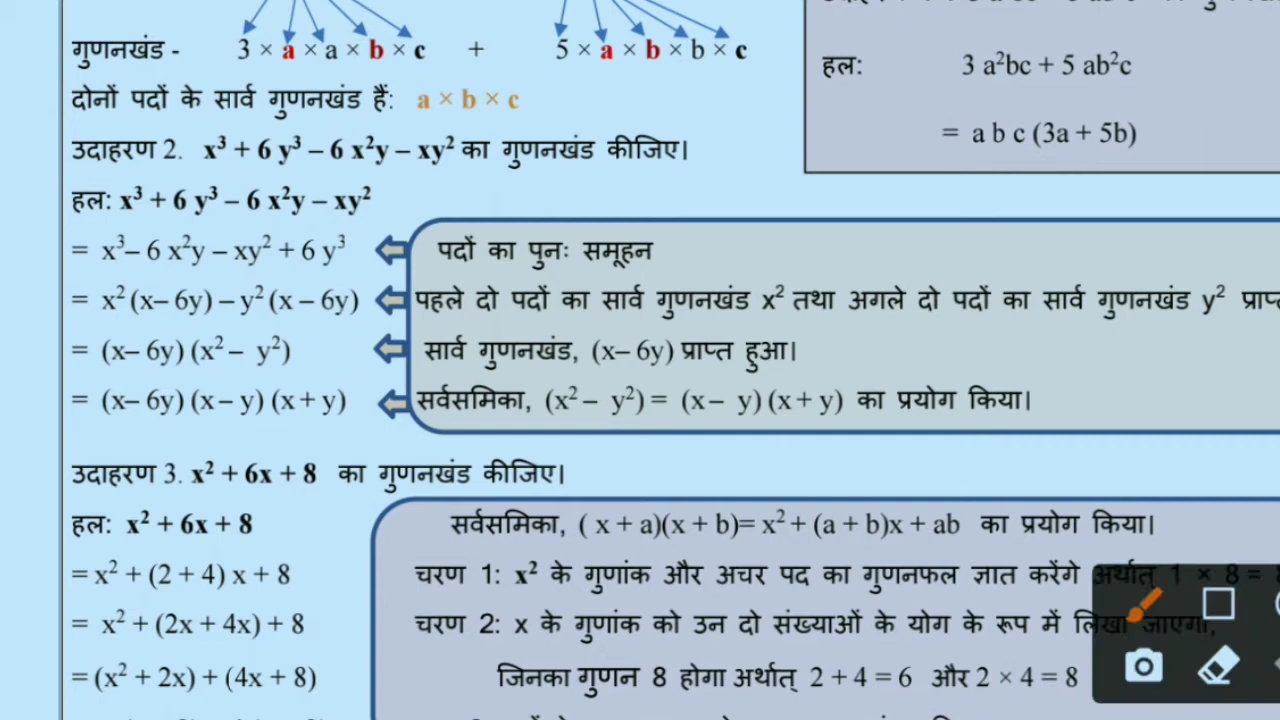 गुणनखंड - 3 × a × a × b × c + 5 × a × b × b × c
दोनों पदों के सार्व गुणनखंड हैं: a × b × c
हल: 3 a²bc + 5 ab²c
= a b c (3a + 5b)
उदाहरण 2. x³ + 6 y³ – 6 x²y – xy² का गुणनखंड कीजिए।
हल: x³ + 6 y³ – 6 x²y – xy²
= x³– 6 x²y – xy² + 6 y³ पदों का पुनः समूहन
= x² (x– 6y) – y² (x – 6y) पहले दो पदों का सार्व गुणनखंड x² तथा अगले दो पदों का सार्व गुणनखंड y²
= (x– 6y) (x² – y²) सार्व गुणनखंड, (x– 6y) प्राप्त हुआ।
= (x– 6y) (x – y) (x + y) सर्वसमिका, (x² – y²) = (x – y) (x + y) का प्रयोग किया।
उदाहरण 3. x² + 6x + 8 का गुणनखंड कीजिए।
हल: x² + 6x + 8 सर्वसमिका, ( x + a)(x + b)= x² + (a + b)x + ab का प्रयोग किया।
= x² + (2 + 4) x + 8 चरण 1: x² के गुणांक और अचर पद का गुणनफल ज्ञात करेंगे अर्थात् 1 × 8 =
= x² + (2x + 4x) + 8 चरण 2: x के गुणांक को उन दो संख्याओं के योग के रूप में लिखा जाएगा,
= (x² + 2x) + (4x + 8) जिनका गुणन 8 होगा अर्थात् 2 + 4 = 6 और 2 × 4 = 8